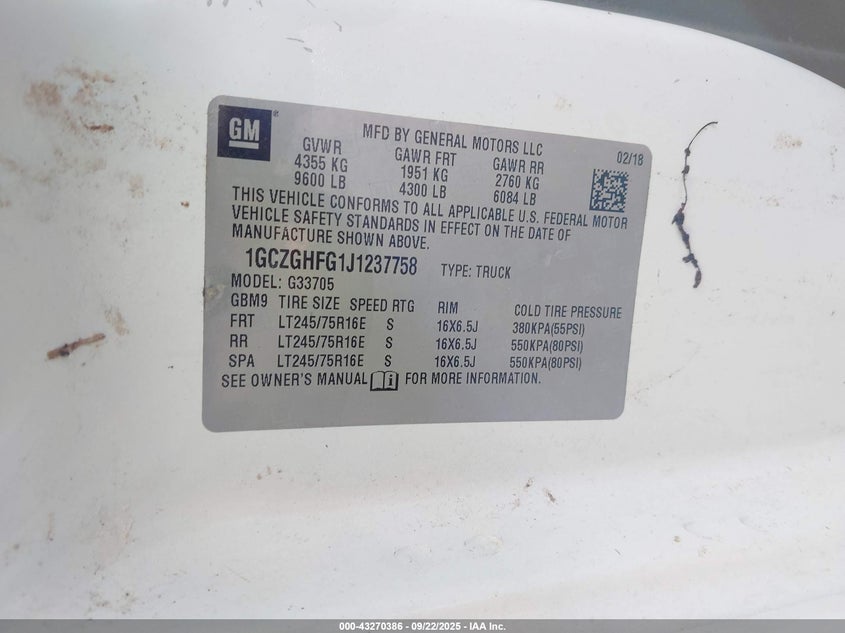 GM ®
MFD BY GENERAL MOTORS LLC
02/18
GVWR GAWR FRT GAWR RR
4355 KG 1951 KG 2760 KG
9600 LB 4300 LB 6084 LB
THIS VEHICLE CONFORMS TO ALL APPLICABLE U.S. FEDERAL MOTOR
VEHICLE SAFETY STANDARDS IN EFFECT ON THE DATE OF
MANUFACTURE SHOWN ABOVE.
1GCZGHFG1J1237758 TYPE: TRUCK
MODEL: G33705
GBM9 TIRE SIZE SPEED RTG RIM COLD TIRE PRESSURE
FRT LT245/75R16E S 16X6.5J 380KPA(55PSI)
RR LT245/75R16E S 16X6.5J 550KPA(80PSI)
SPA LT245/75R16E S 16X6.5J 550KPA(80PSI)
SEE OWNER'S MANUAL FOR MORE INFORMATION.
000-43270386 - 09/22/2025 - IAA Inc.